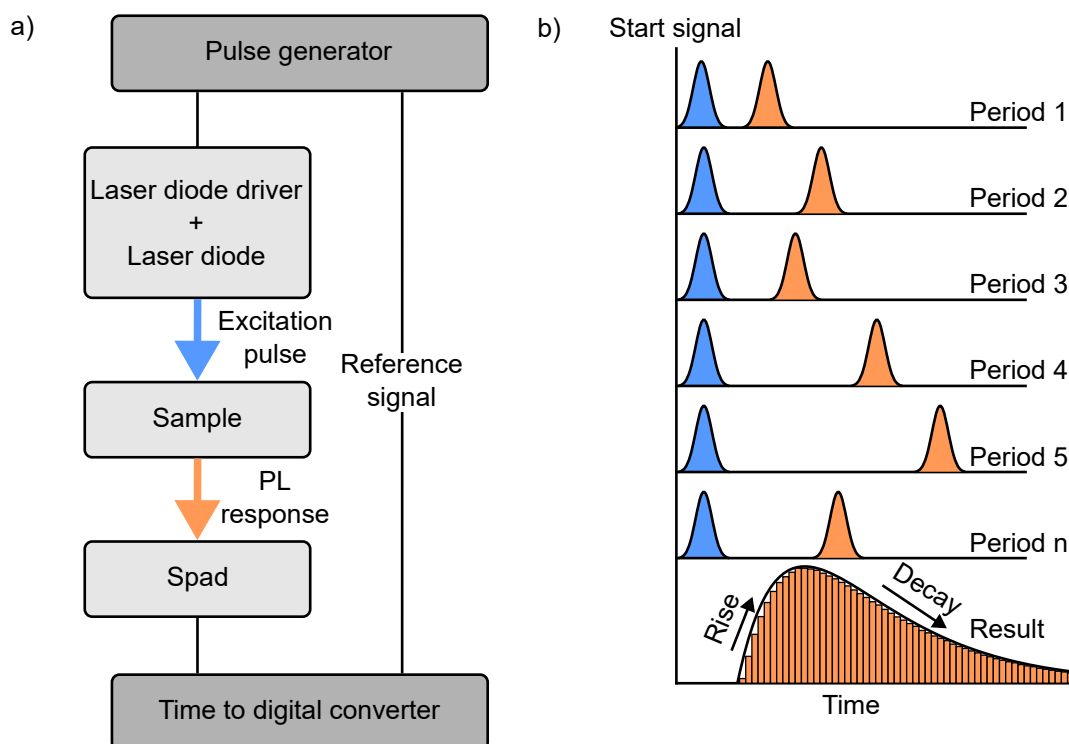 a)
Pulse generator
Laser diode driver
+
Laser diode
Excitation
pulse
Reference
signal
Sample
PL
response
Spad
Time to digital converter
b)
Start signal
Period 1
Period 2
Period 3
Period 4
Period 5
Period n
Rise
Decay
Result
Time